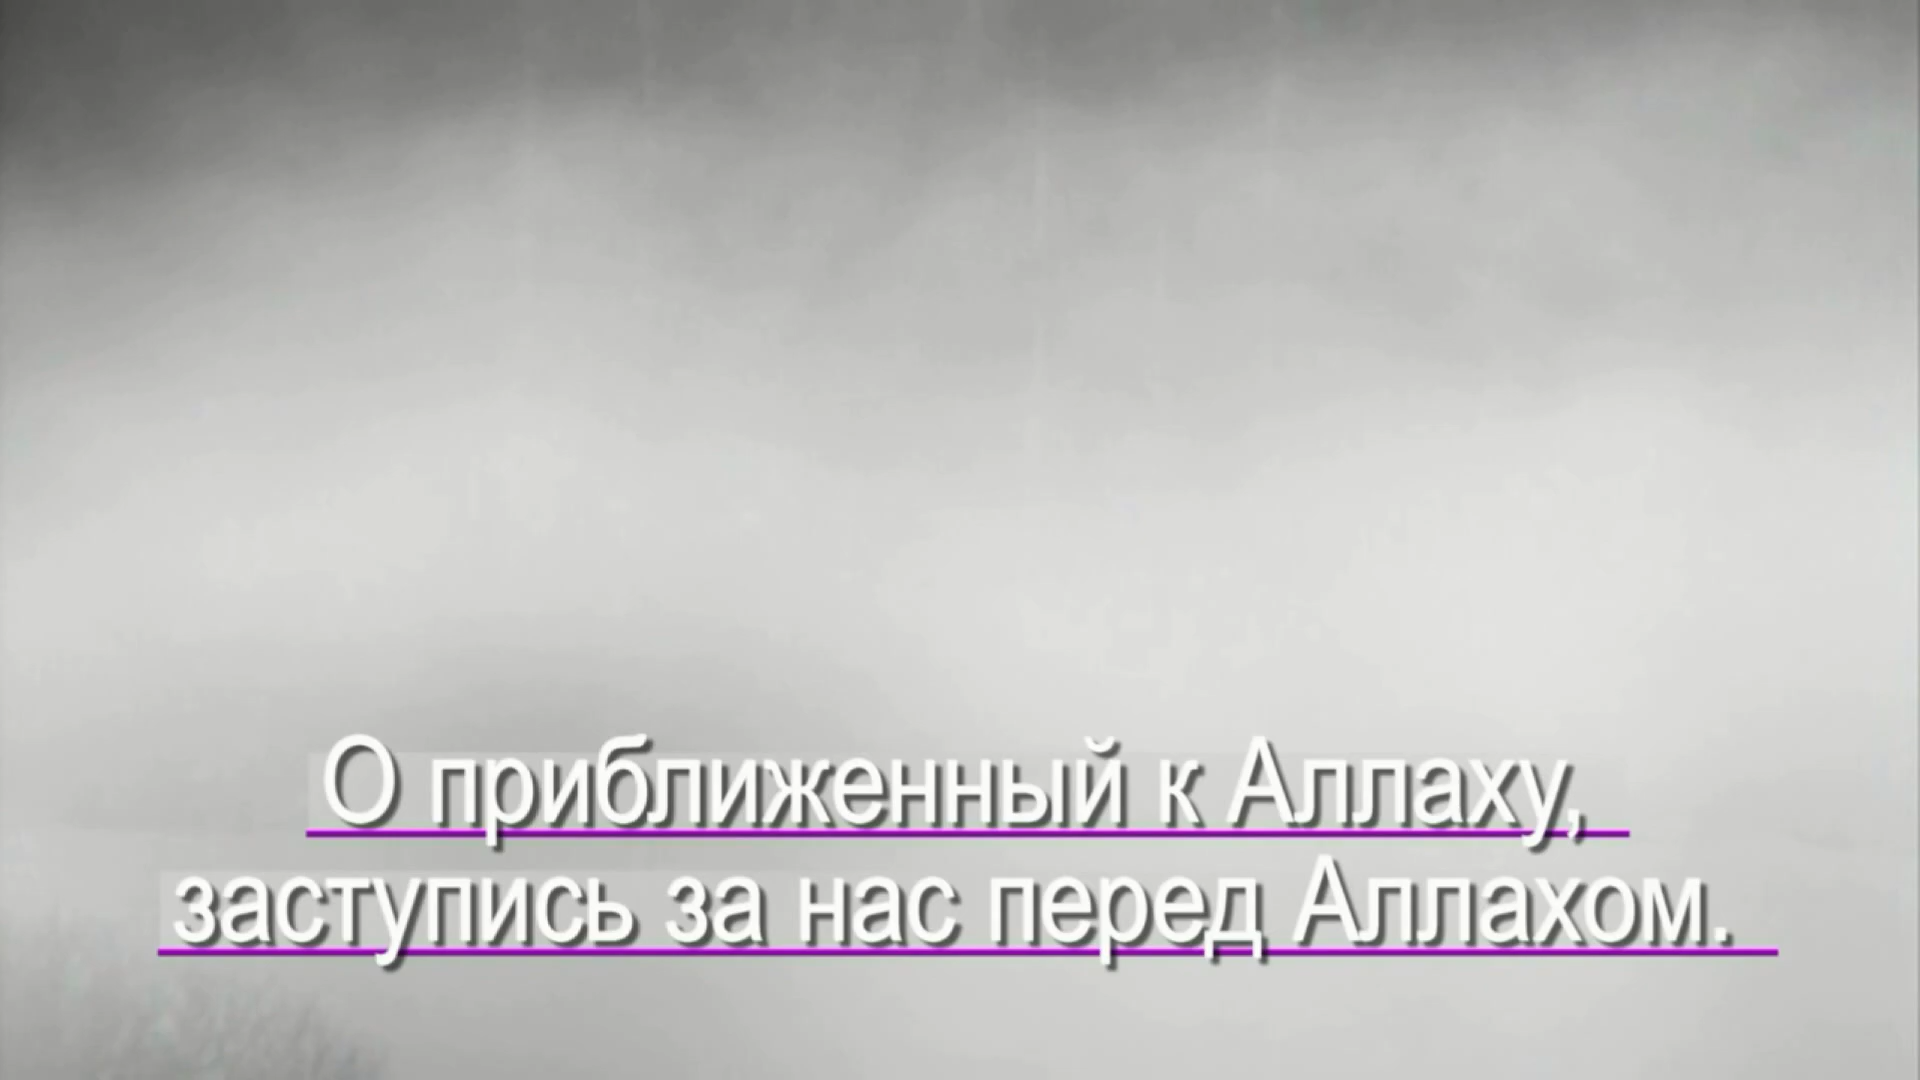 О приближенный к Аллаху,
заступись за нас перед Аллахом.